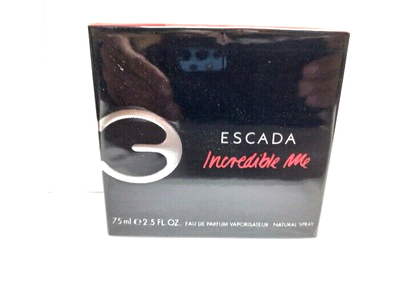 ESCADA
Incredible Me
75 ml ℮ 2.5 FL. OZ. EAU DE PARFUM VAPORISATEUR · NATURAL SPRAY